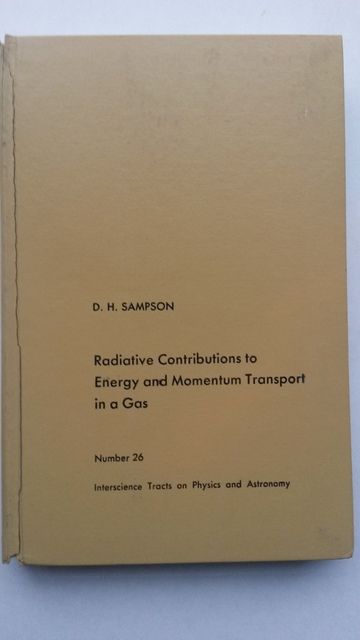 D. H. SAMPSON
Radiative Contributions to
Energy and Momentum Transport
in a Gas
Number 26
Interscience Tracts on Physics and Astronomy